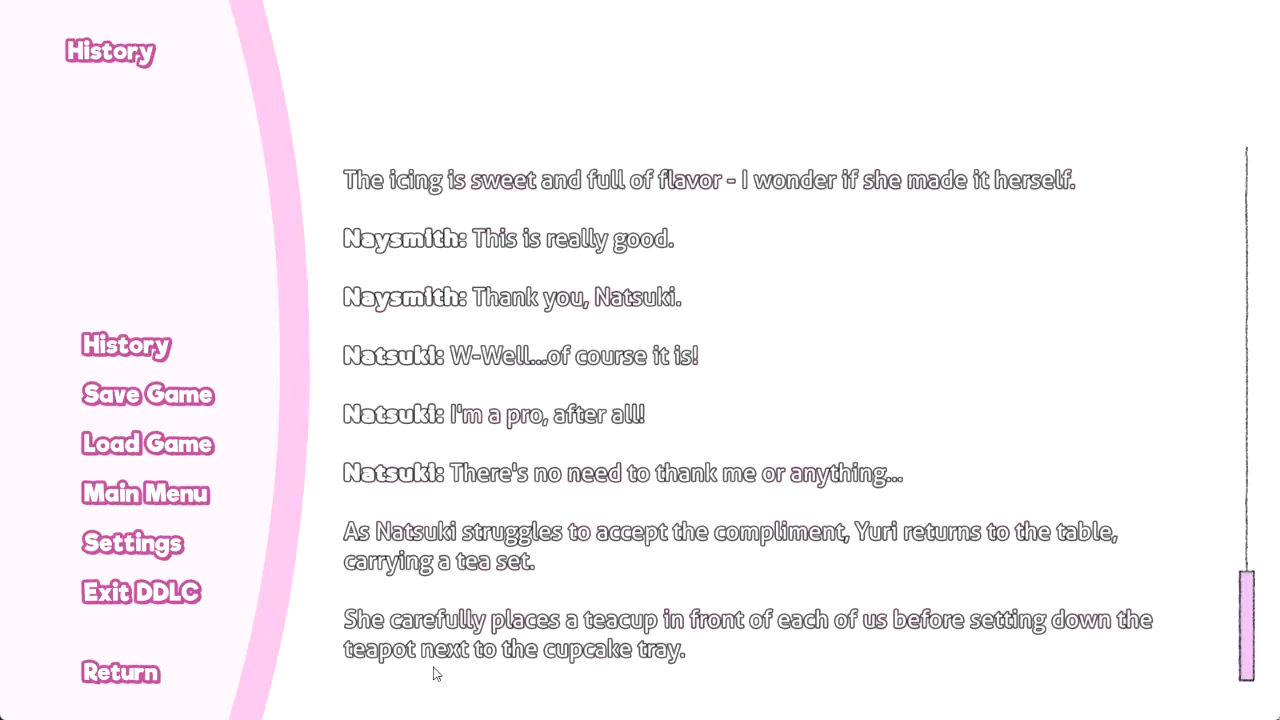 History
History
Save Game
Load Game
Main Menu
Settings
Exit DDLC
Return
The icing is sweet and full of flavor - I wonder if she made it herself.
Naysmith: This is really good.
Naysmith: Thank you, Natsuki.
Natsuki: W-Well...of course it is!
Natsuki: I'm a pro, after all!
Natsuki: There's no need to thank me or anything...
As Natsuki struggles to accept the compliment, Yuri returns to the table,
carrying a tea set.
She carefully places a teacup in front of each of us before setting down the
teapot next to the cupcake tray.